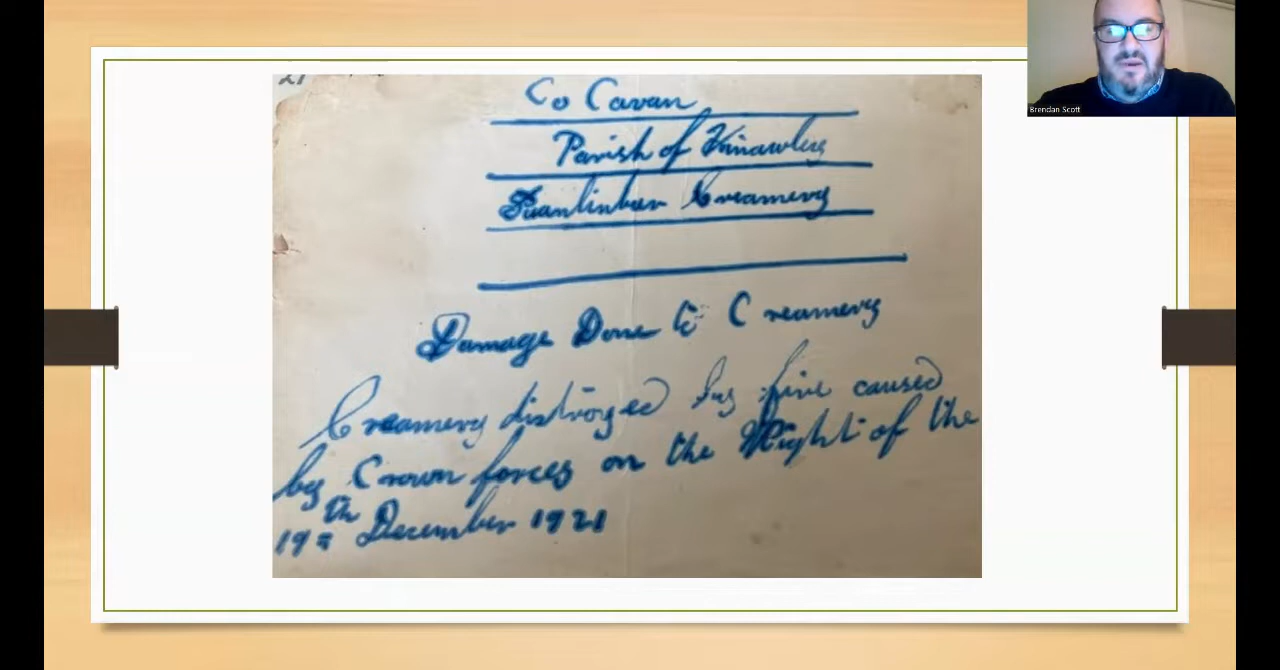 Co Cavan
Parish of Kinawley
Swanlinbar Creamery
Damage Done to Creamery
Creamery distroyed by fire caused
by Crown forces on the Night of the
19th December 1921
Brendan Scott